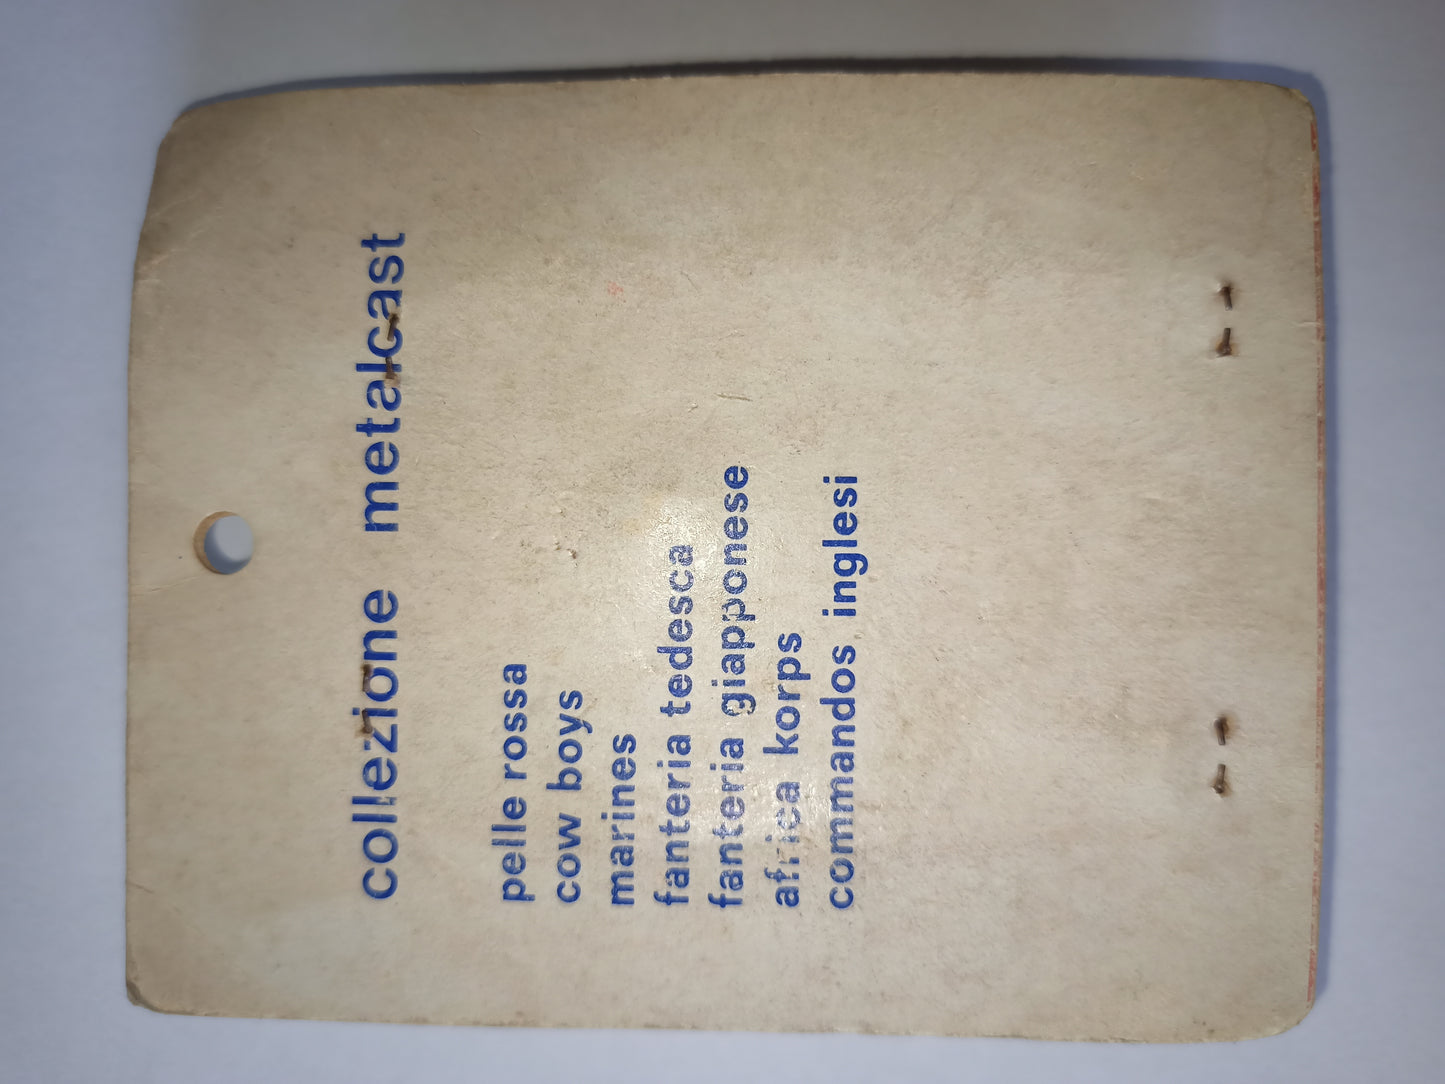 collezione metalcast
pelle rossa
cow boys
marines
fanteria tedesca
fanteria giapponese
africa korps
commandos inglesi